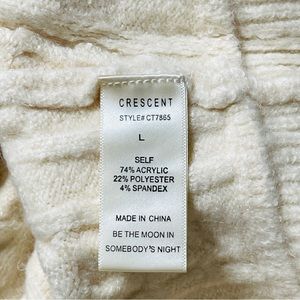 CRESCENT
STYLE# CT7865
L
SELF
74% ACRYLIC
22% POLYESTER
4% SPANDEX
MADE IN CHINA
BE THE MOON IN
SOMEBODY'S NIGHT